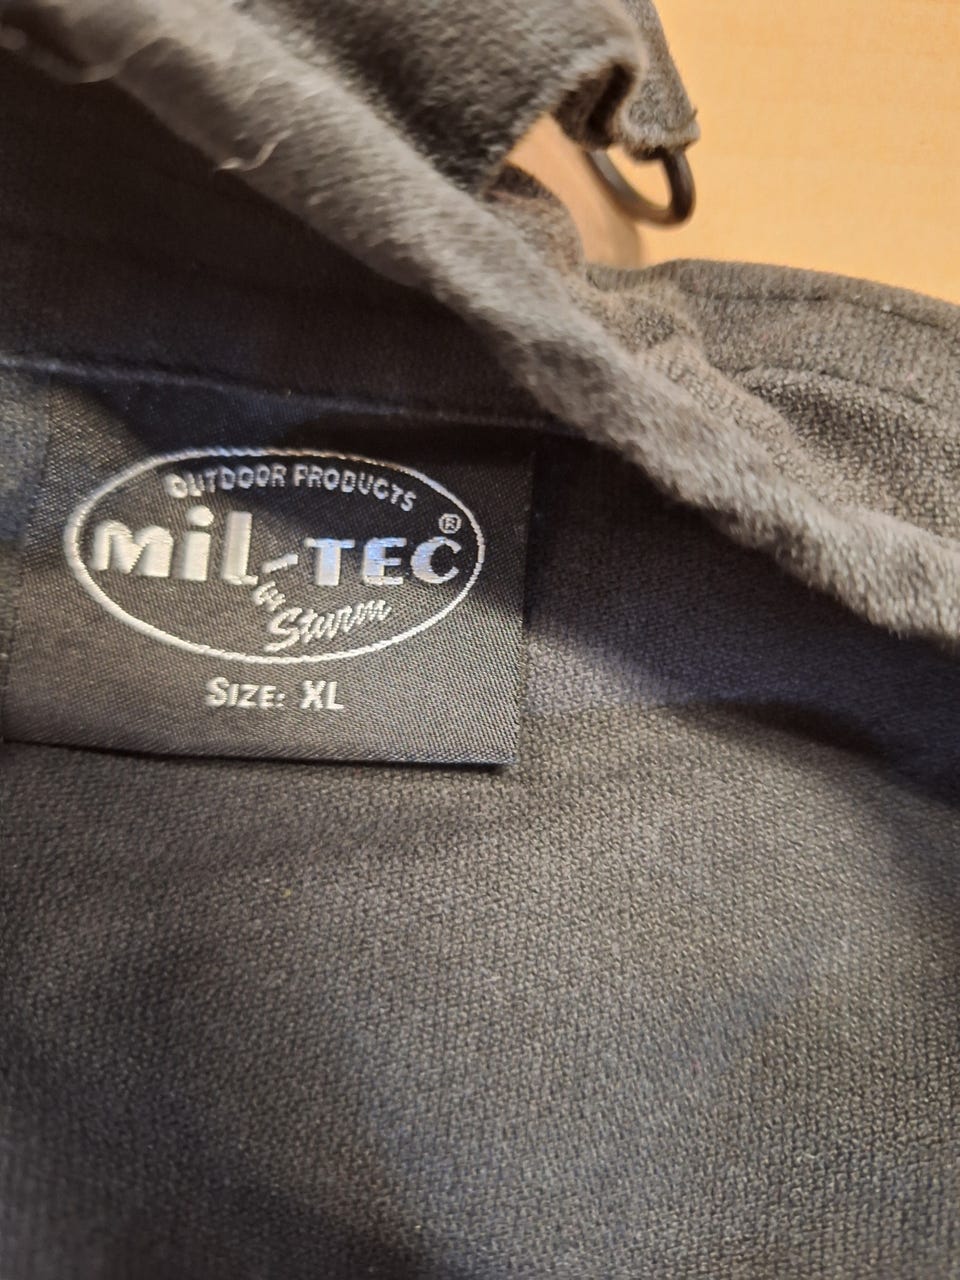 OUTDOOR PRODUCTS
MIL-TEC®
by Sturm
SIZE: XL